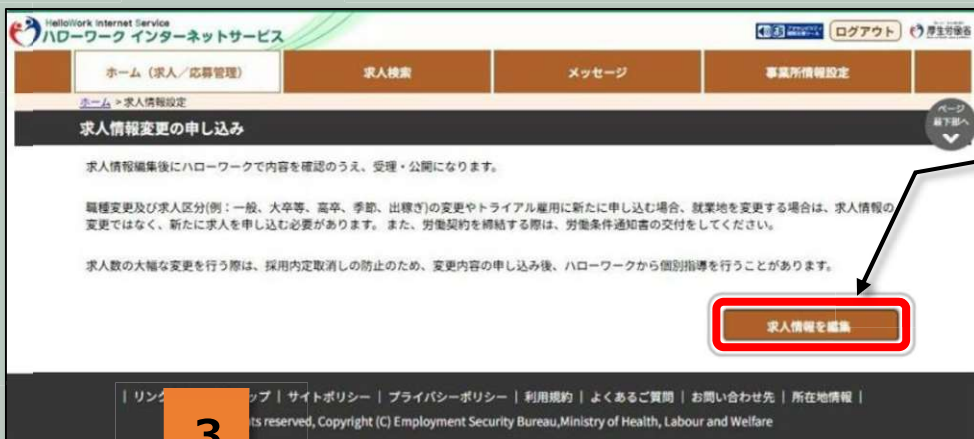 HelloWork Internet Service
ハローワーク インターネットサービス
ログアウト
厚生労働省
ホーム（求人／応募管理）
求人検索
メッセージ
事業所情報設定
ホーム > 求人情報設定
ページ
最下部へ
求人情報変更の申し込み
求人情報編集後にハローワークで内容を確認のうえ、受理・公開になります。
職種変更及び求人区分(例：一般、大卒等、高卒、季節、出稼ぎ)の変更やトライアル雇用に新たに申し込む場合、就業地を変更する場合は、求人情報の
変更ではなく、新たに求人を申し込む必要があります。 また、労働契約を締結する際は、労働条件通知書の交付をしてください。
求人数の大幅な変更を行う際は、採用内定取消しの防止のため、変更内容の申し込み後、ハローワークから個別指導を行うことがあります。
求人情報を編集
| リンク ップ | サイトポリシー | プライバシーポリシー | 利用規約 | よくあるご質問 | お問い合わせ先 | 所在地情報 |
3
ts reserved, Copyright (C) Employment Security Bureau,Ministry of Health, Labour and Welfare